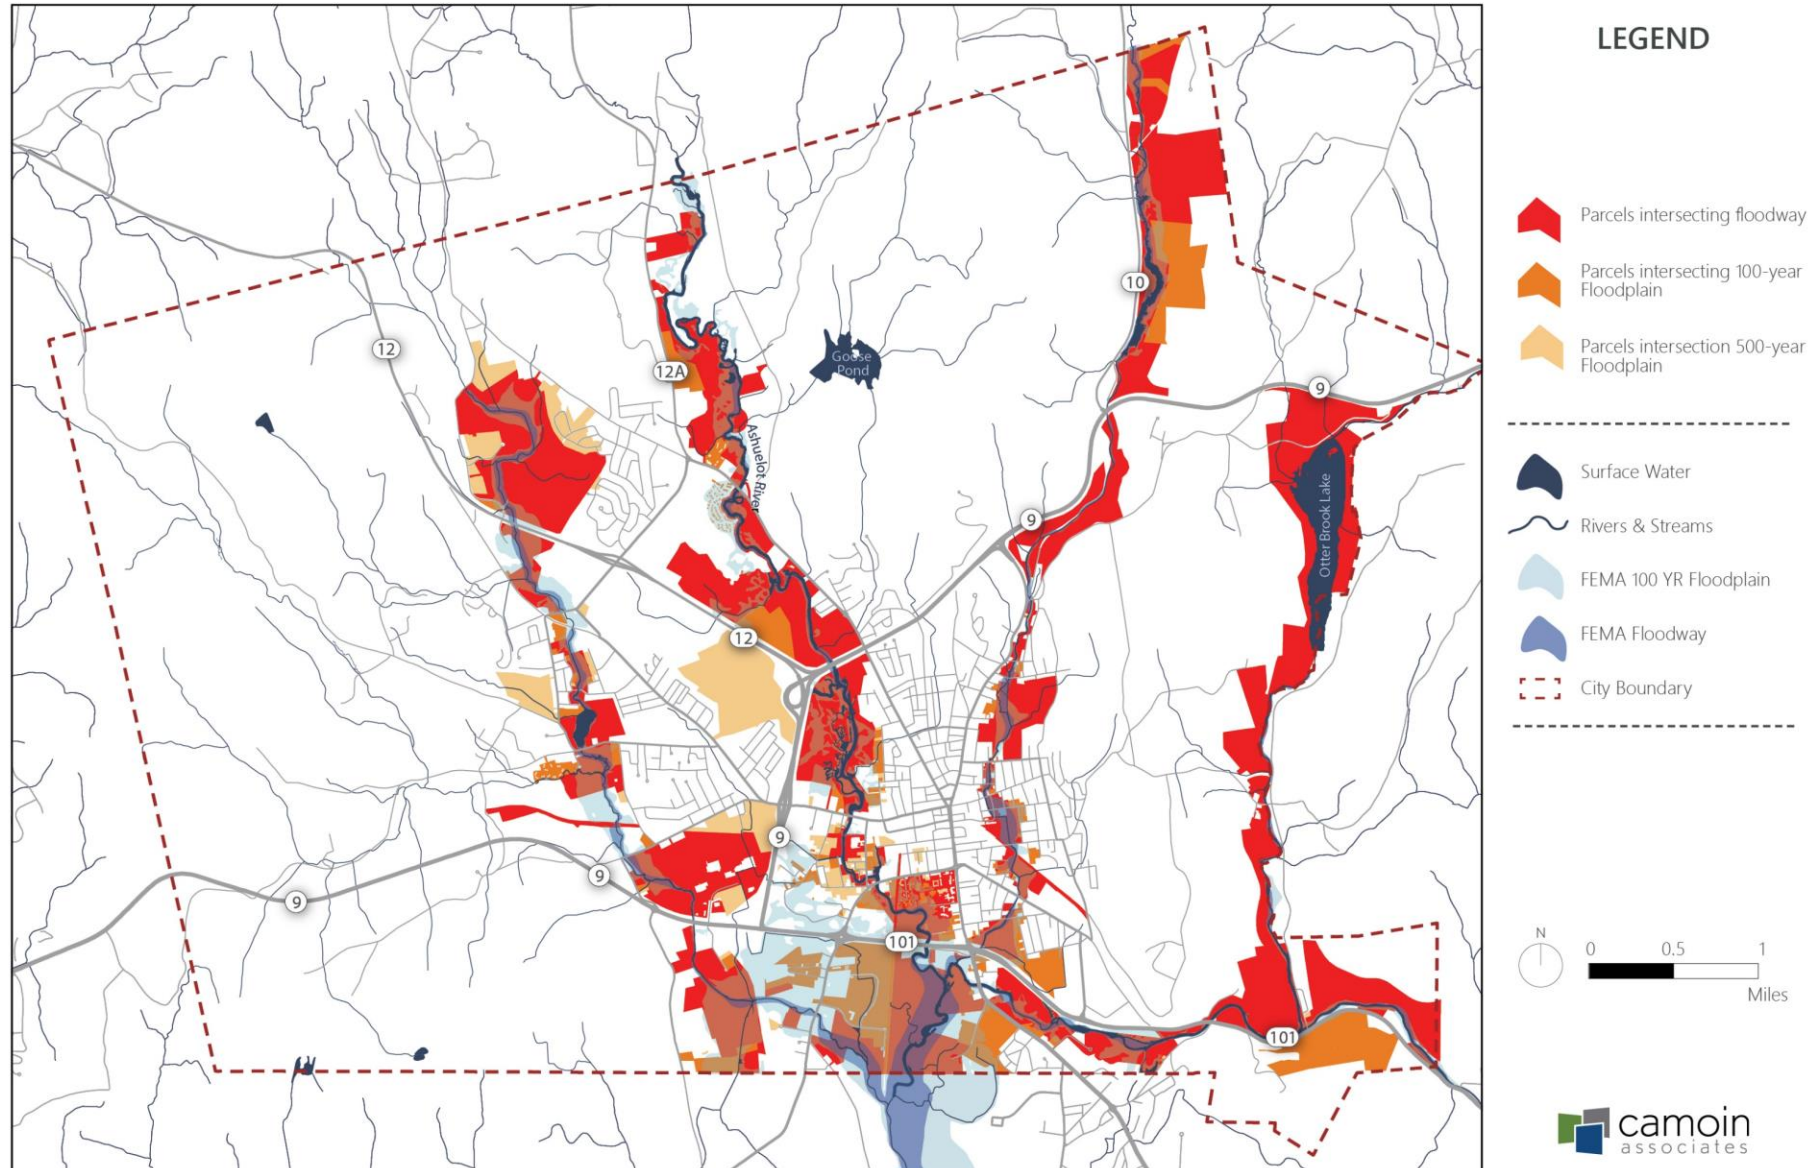 LEGEND
Parcels intersecting floodway
Parcels intersecting 100-year
Floodplain
Parcels intersection 500-year
Floodplain
Surface Water
Rivers & Streams
FEMA 100 YR Floodplain
FEMA Floodway
City Boundary
N
0 0.5 1
Miles
camoin
associates
10
12
12A
Goose
Pond
9
Ashuelot River
Otter Brook Lake
9
12
9
9
9
101
101